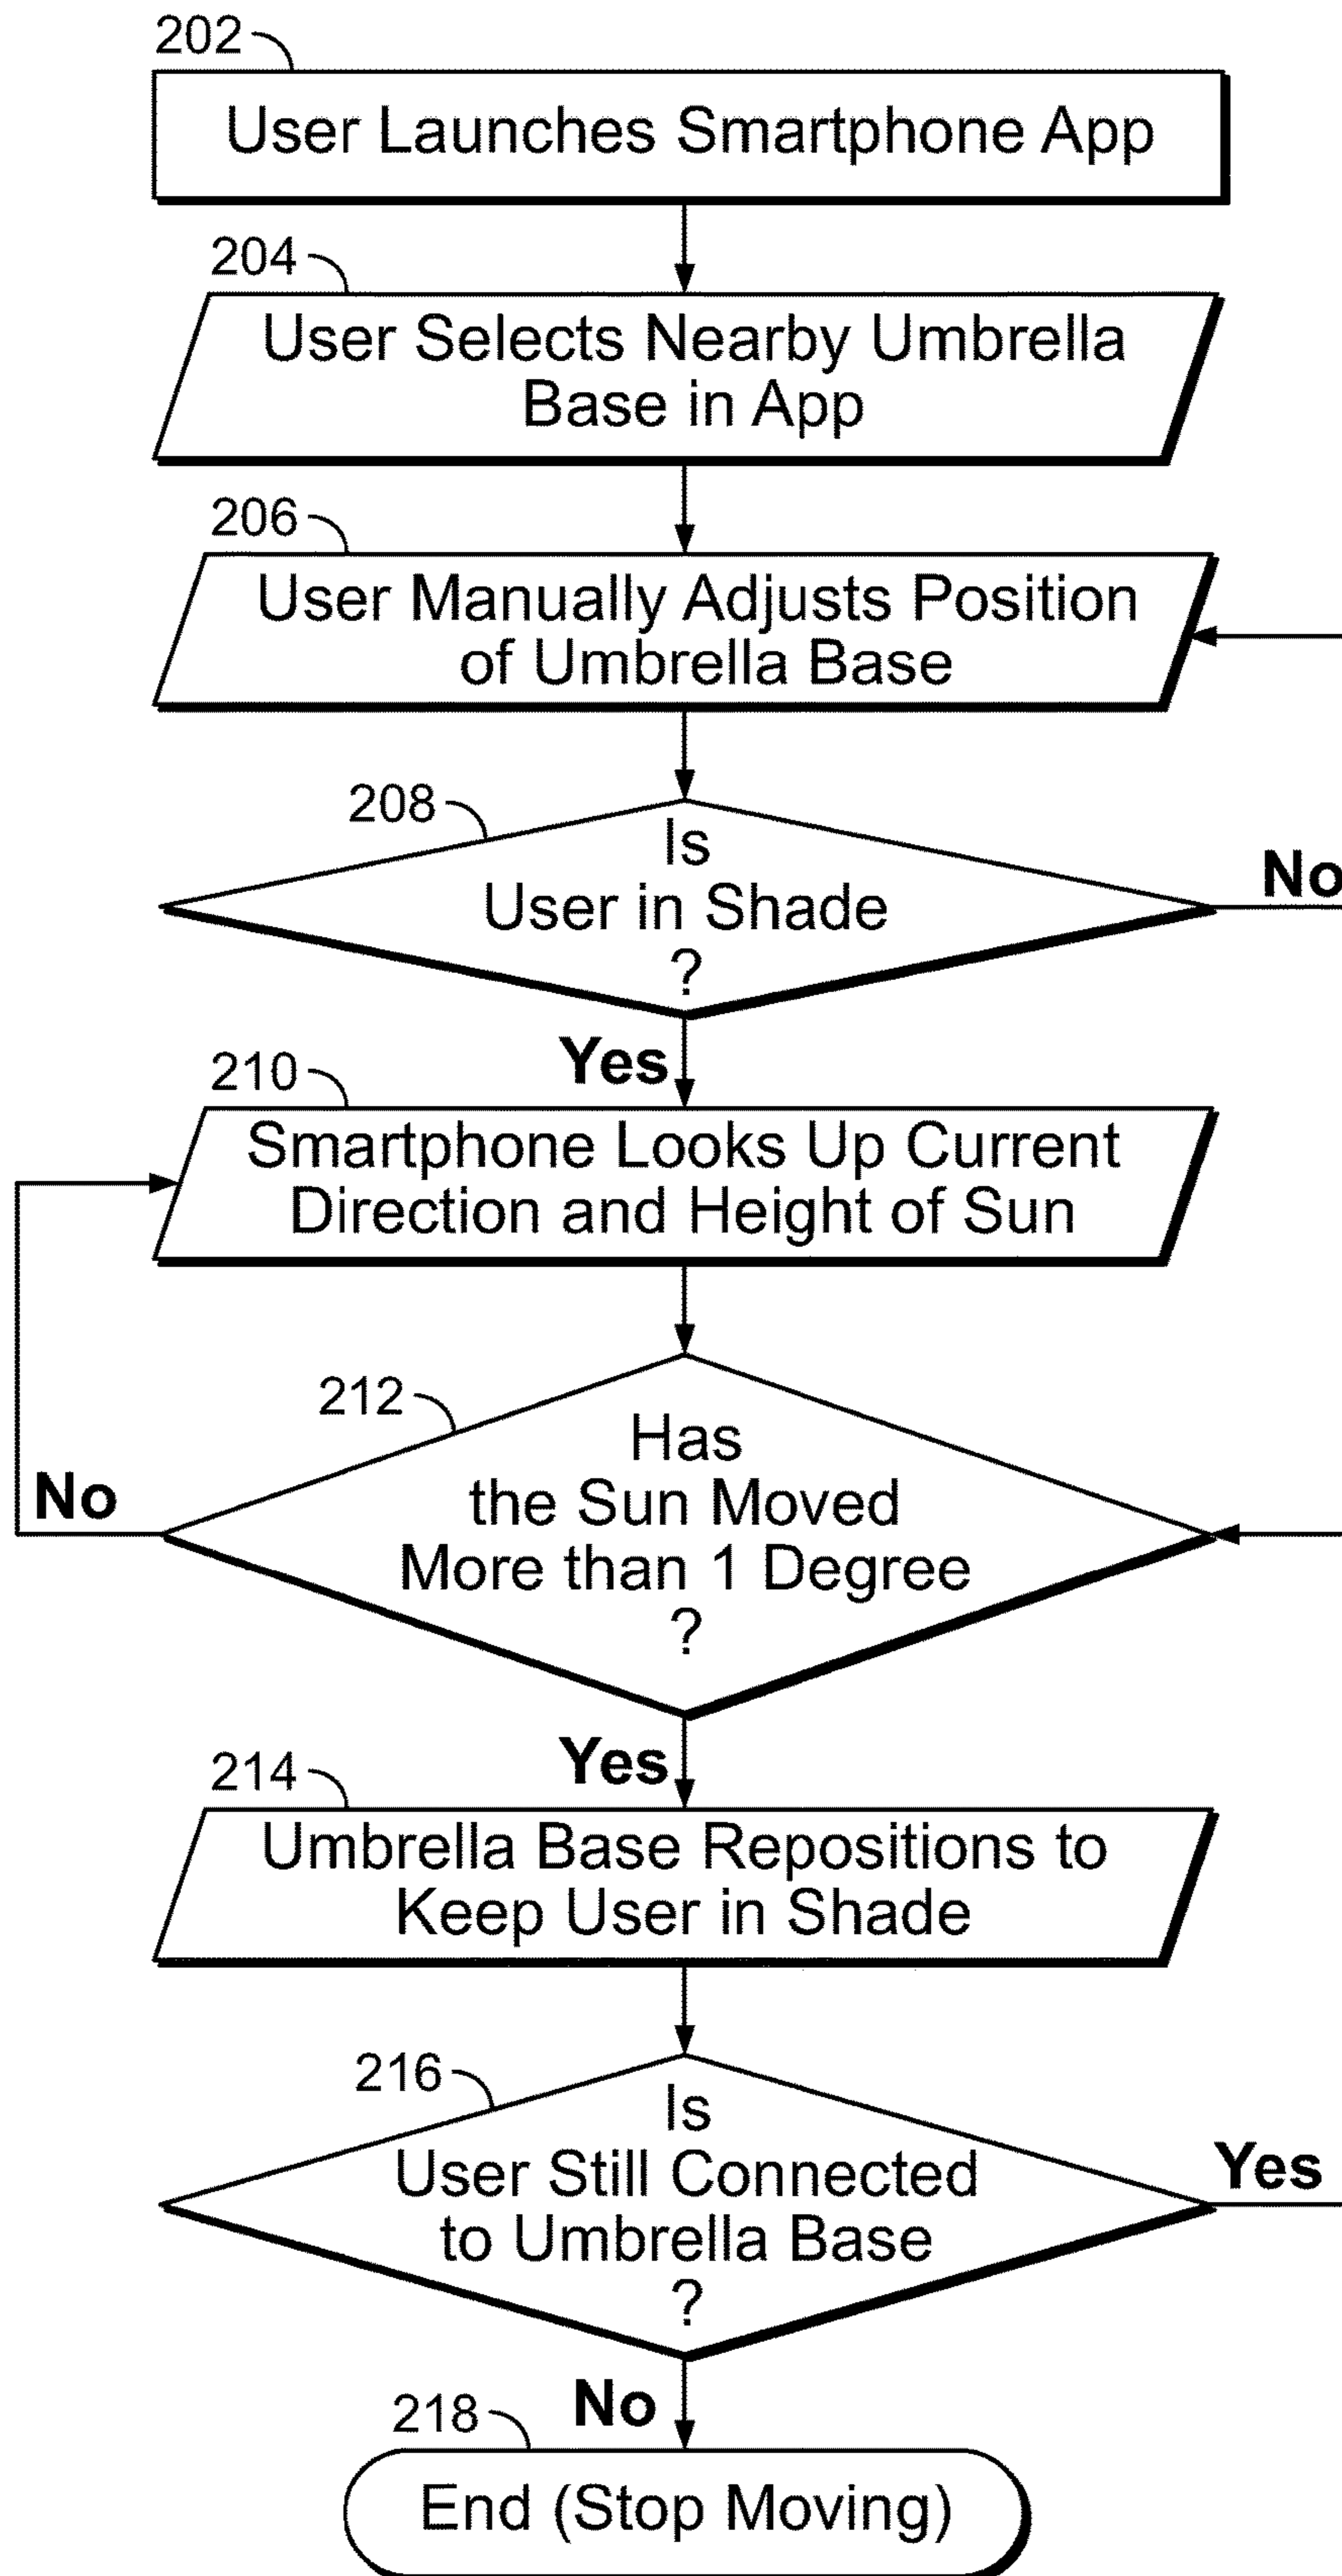 202
User Launches Smartphone App
204
User Selects Nearby Umbrella
Base in App
206
User Manually Adjusts Position
of Umbrella Base
208
Is
User in Shade
?
No
Yes
210
Smartphone Looks Up Current
Direction and Height of Sun
212
Has
the Sun Moved
More than 1 Degree
?
No
Yes
214
Umbrella Base Repositions to
Keep User in Shade
216
Is
User Still Connected
to Umbrella Base
?
Yes
No
218
End (Stop Moving)